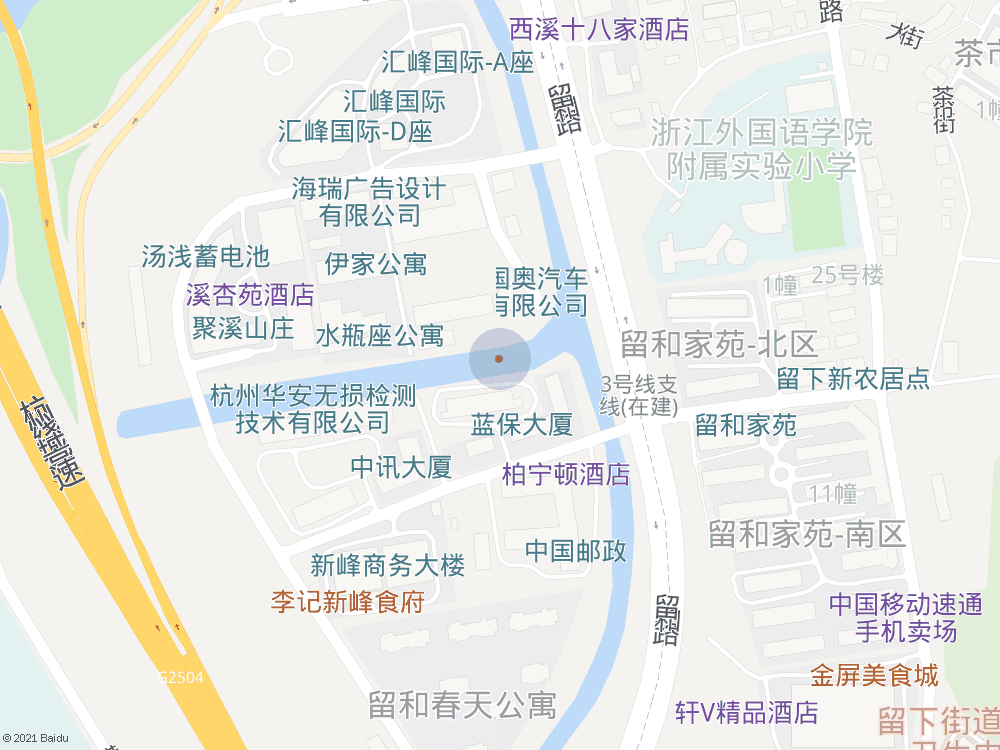 西溪十八家酒店
路
大街
茶市
汇峰国际-A座
留和路
茶市街
1幢
汇峰国际
汇峰国际-D座
浙江外国语学院
附属实验小学
海瑞广告设计
有限公司
汤浅蓄电池
伊家公寓
国奥汽车
有限公司
1幢
25号楼
溪杏苑酒店
聚溪山庄
水瓶座公寓
留和家苑-北区
3号线支
线(在建)
留下新农居点
杭州华安无损检测
技术有限公司
杭绕高速
蓝保大厦
留和家苑
中讯大厦
柏宁顿酒店
11幢
留和家苑-南区
新峰商务大楼
中国邮政
李记新峰食府
留和路
中国移动速通
手机卖场
G2504
金屏美食城
留和春天公寓
轩V精品酒店
留下街道
© 2021 Baidu